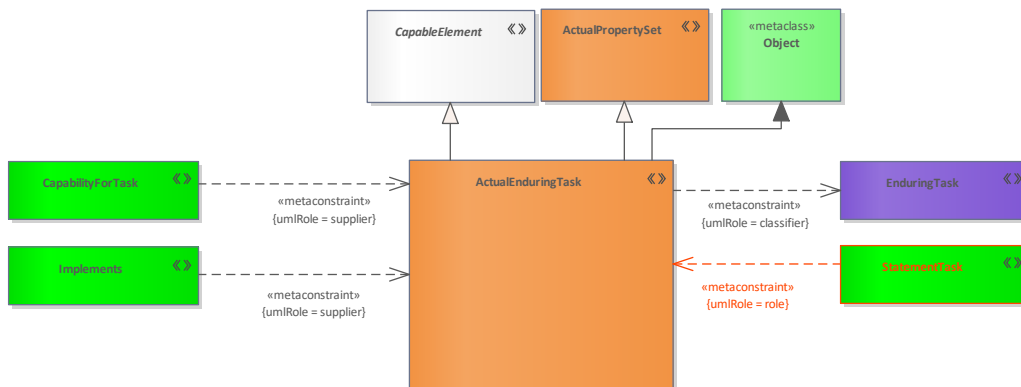 CapableElement «»
ActualPropertySet «»
«metaclass»
Object
CapabilityForTask «»
ActualEnduringTask «»
EnduringTask «»
«metaconstraint»
{umlRole = supplier}
«metaconstraint»
{umlRole = classifier}
Implements «»
StatementTask «»
«metaconstraint»
{umlRole = supplier}
«metaconstraint»
{umlRole = role}